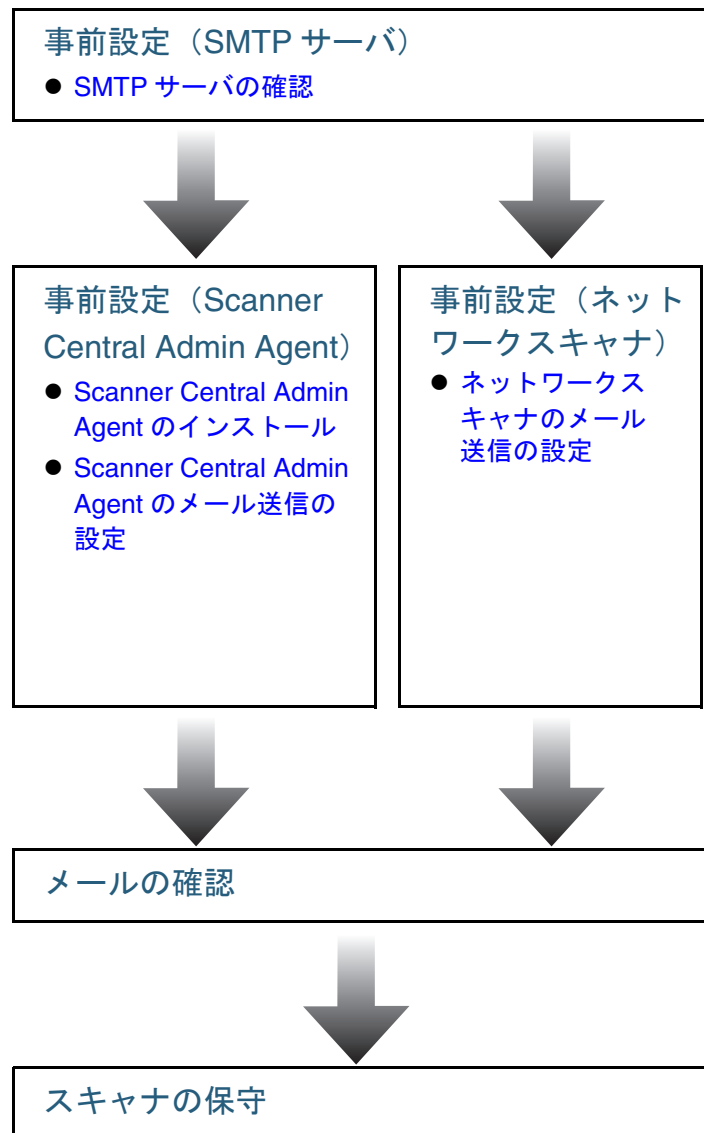 事前設定（SMTP サーバ）
● SMTP サーバの確認
事前設定（Scanner
Central Admin Agent）
● Scanner Central Admin
Agent のインストール
● Scanner Central Admin
Agent のメール送信の
設定
事前設定（ネット
ワークスキャナ）
● ネットワークス
キャナのメール
送信の設定
メールの確認
スキャナの保守